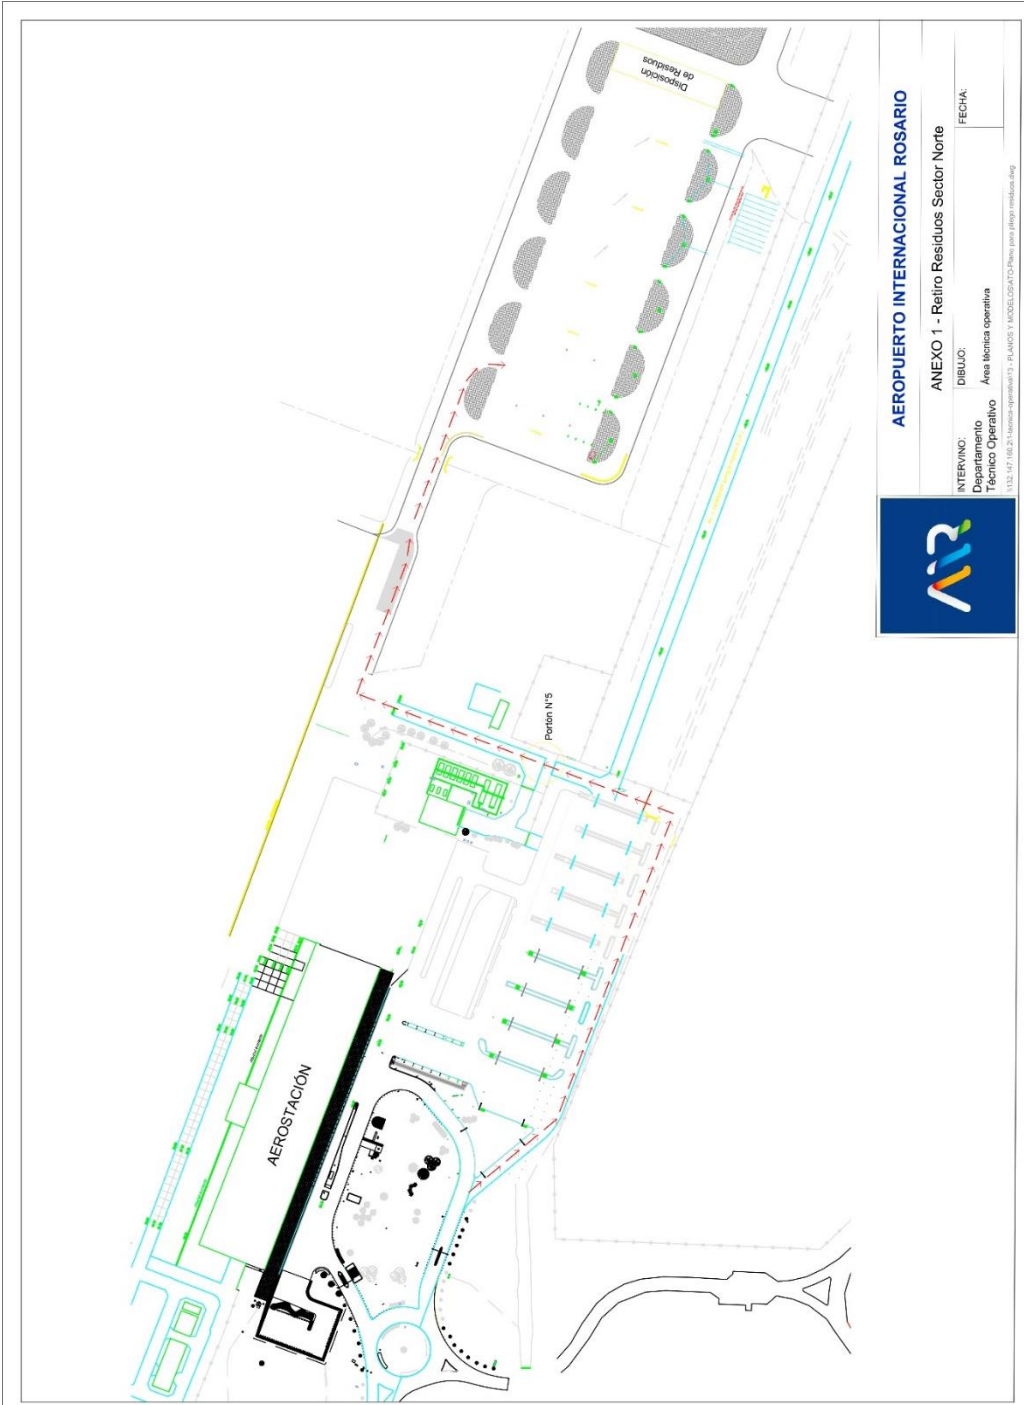 Disposición
de Residuos
Portón N°5
AEROSTACIÓN
AEROPUERTO INTERNACIONAL ROSARIO
ANEXO 1 - Retiro Residuos Sector Norte
INTERVINO:
Departamento
Técnico Operativo
DIBUJO:
Área técnica operativa
FECHA:
AIR